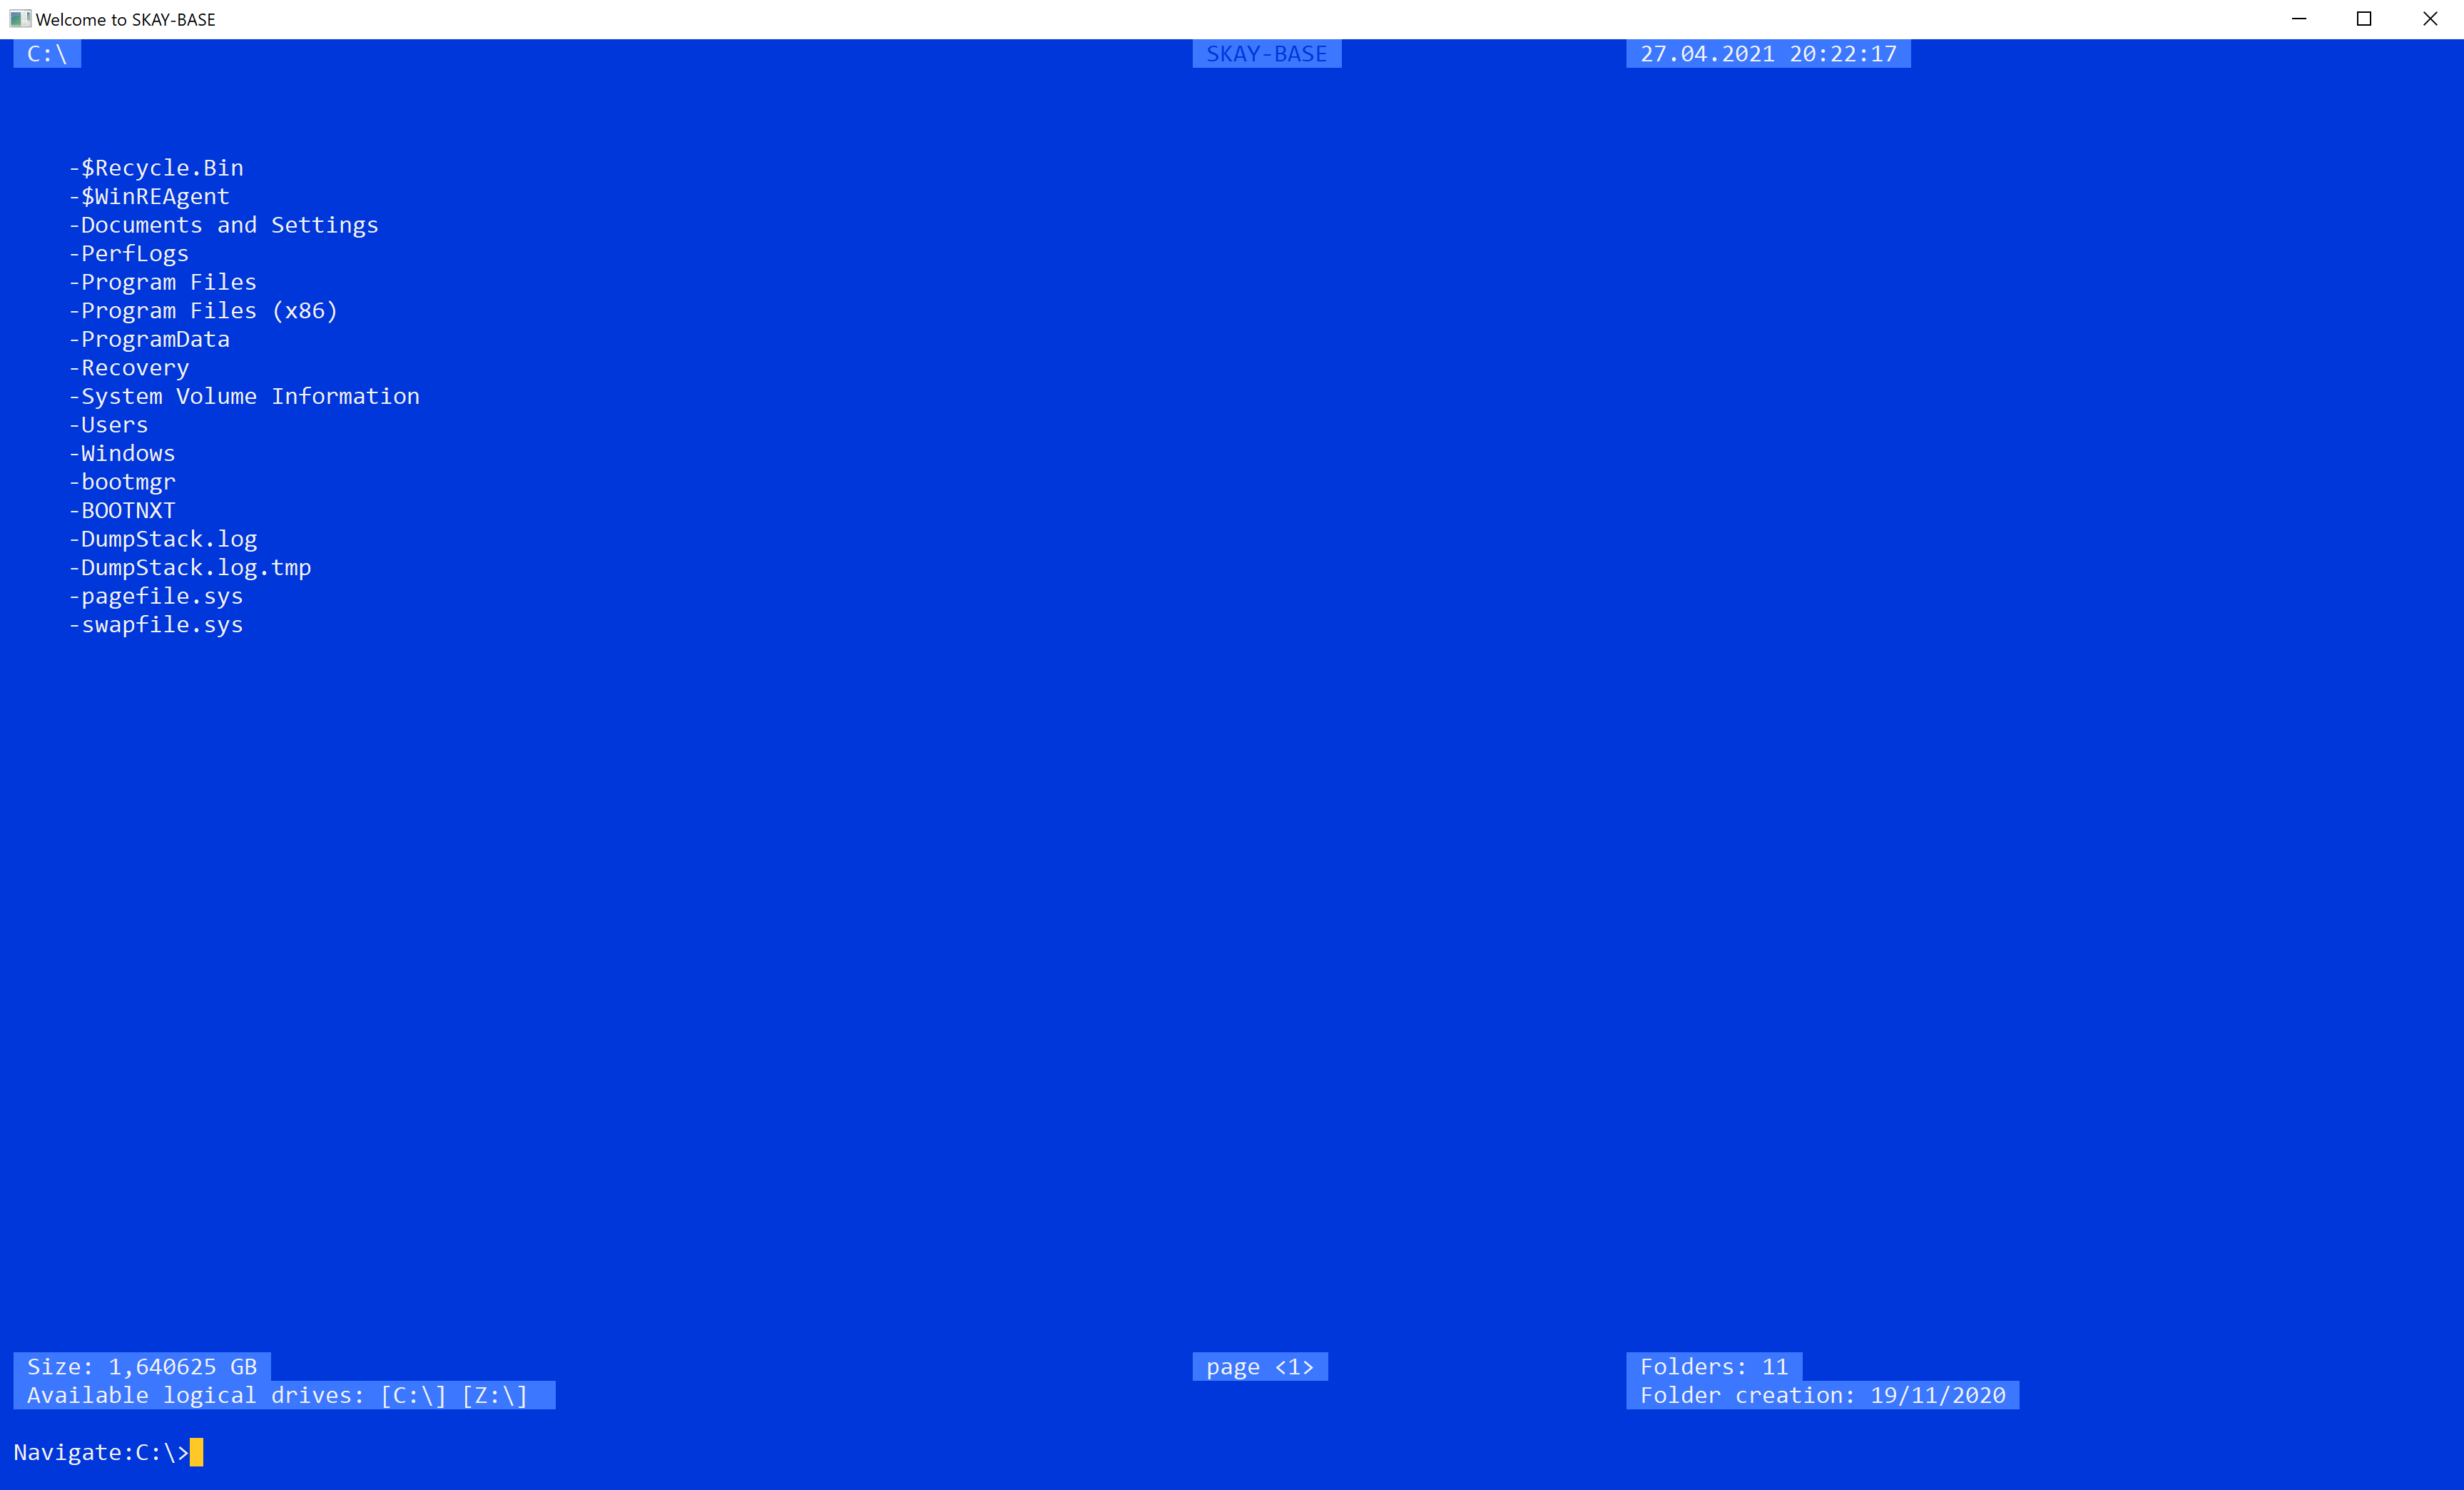 Welcome to SKAY-BASE
C:\ SKAY-BASE 27.04.2021 20:22:17
-$Recycle.Bin
-$WinREAgent
-Documents and Settings
-PerfLogs
-Program Files
-Program Files (x86)
-ProgramData
-Recovery
-System Volume Information
-Users
-Windows
-bootmgr
-BOOTNXT
-DumpStack.log
-DumpStack.log.tmp
-pagefile.sys
-swapfile.sys
Size: 1,640625 GB page <1> Folders: 11
Available logical drives: [C:\] [Z:\] Folder creation: 19/11/2020
Navigate:C:\>